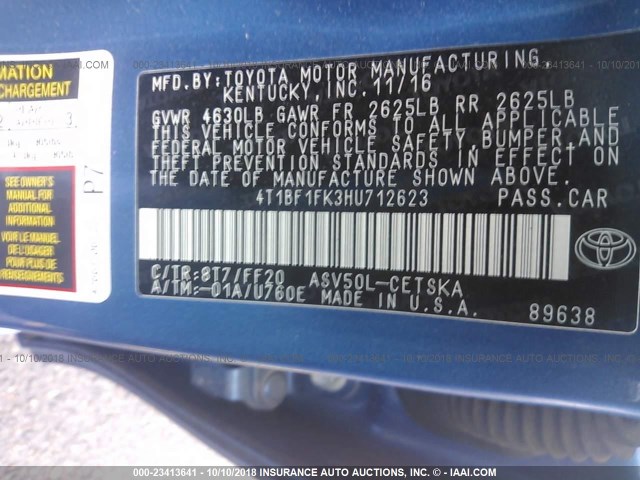 MFD.BY: TOYOTA MOTOR MANUFACTURING,
KENTUCKY, INC. 11/16
GVWR 4630LB GAWR FR 2625LB RR 2625LB
THIS VEHICLE CONFORMS TO ALL APPLICABLE
FEDERAL MOTOR VEHICLE SAFETY, BUMPER, AND
THEFT PREVENTION STANDARDS IN EFFECT ON
THE DATE OF MANUFACTURE SHOWN ABOVE.
4T1BF1FK3HU712623 PASS.CAR
C/TR: 8T7/FF20 ASV50L-CETSKA
A/TM:-01A/U760E MADE IN U.S.A.
89638
TOYOTA
MATION
CHARGEMENT
SEE OWNER'S
MANUAL FOR
VOIR LE MANUEL
DE L'USAGER
POUR PLUS DE
000-23413641 - 10/10/2018 INSURANCE AUTO AUCTIONS (SM) - © IAAI.COM